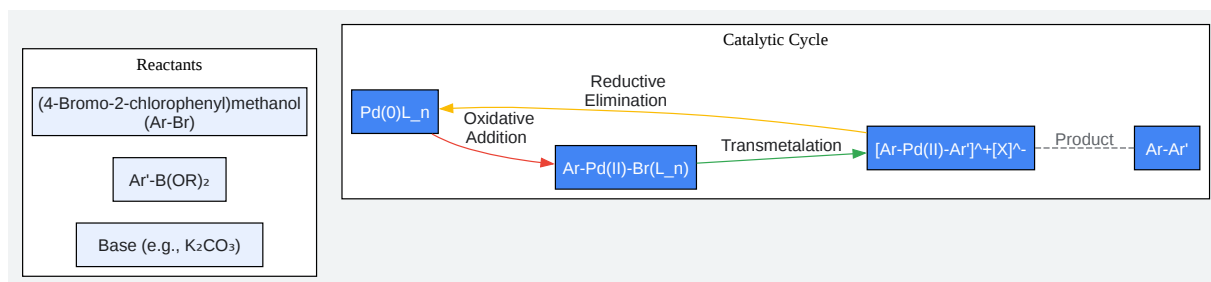 Reactants
(4-Bromo-2-chlorophenyl)methanol
(Ar-Br)
Ar'-B(OR)₂
Base (e.g., K₂CO₃)
Catalytic Cycle
Pd(0)L_n
Oxidative
Addition
Reductive
Elimination
Ar-Pd(II)-Br(L_n)
Transmetalation
[Ar-Pd(II)-Ar']^+[X]^-
Product
Ar-Ar'